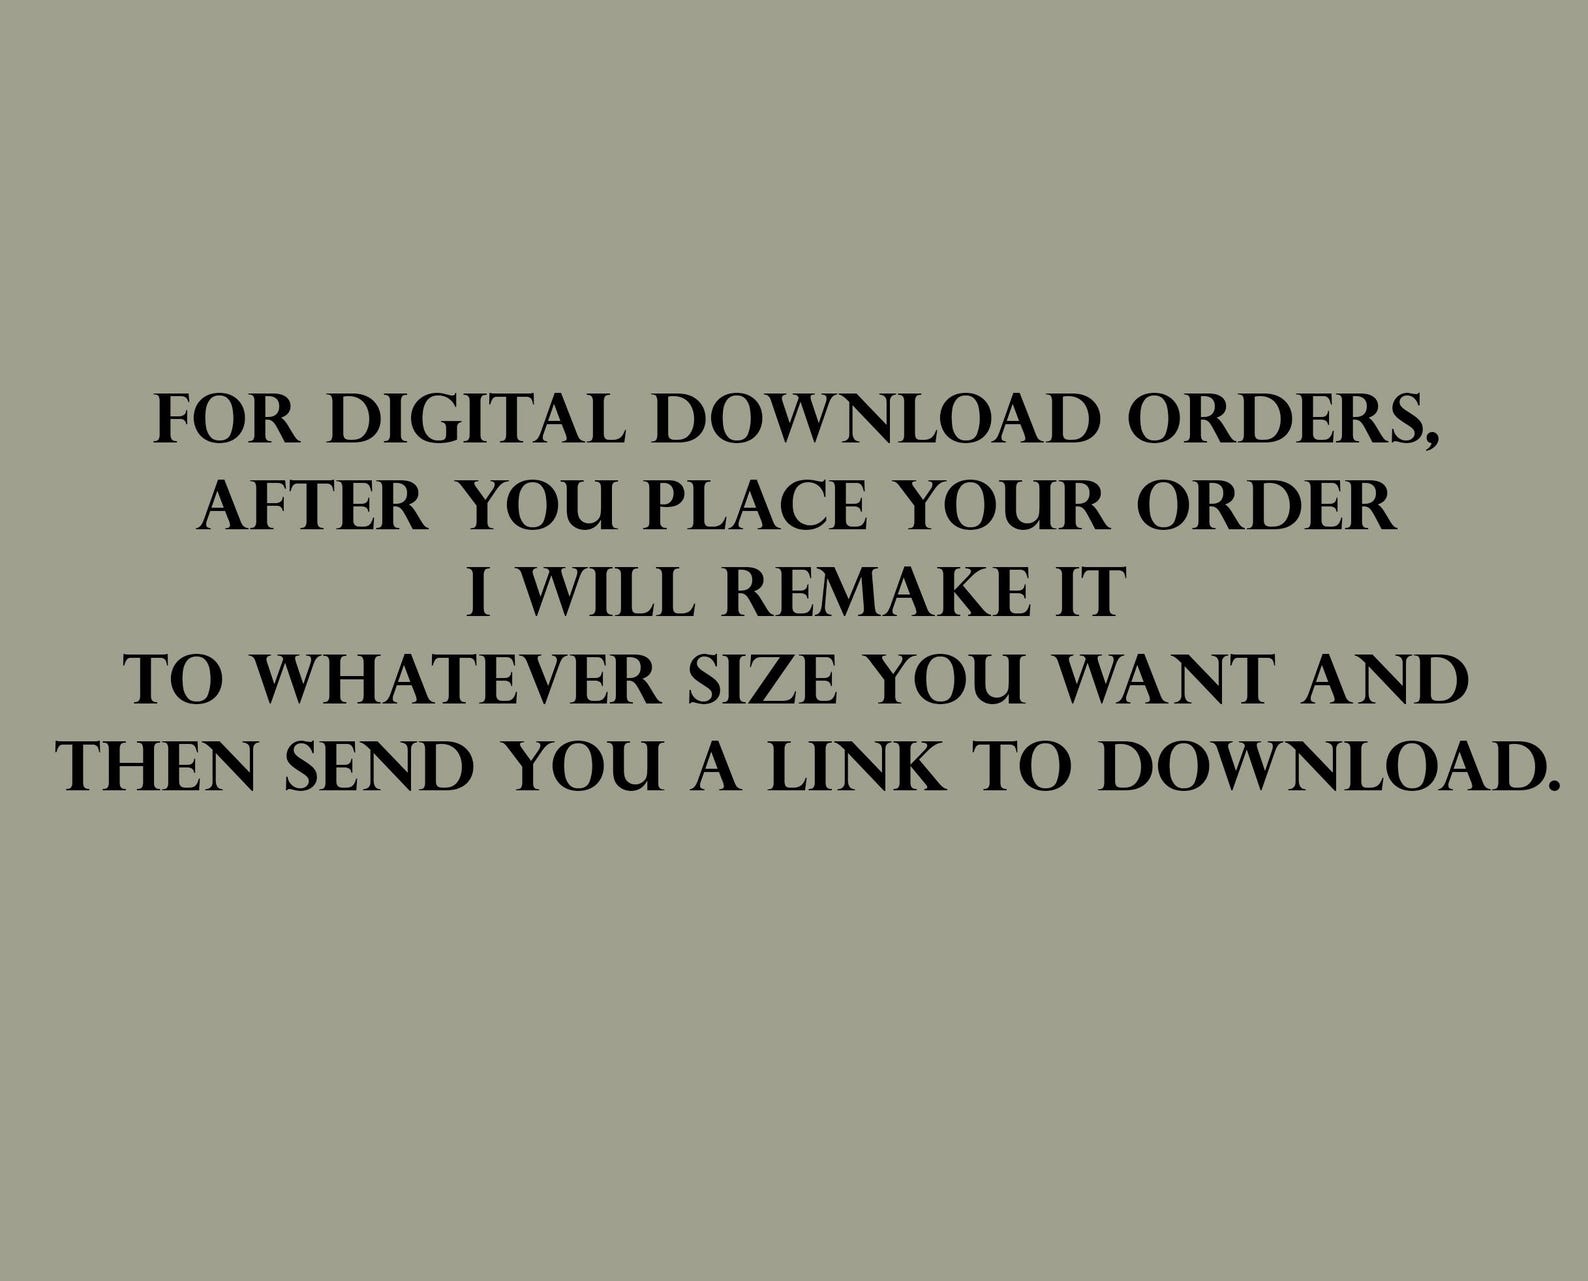 FOR DIGITAL DOWNLOAD ORDERS,
AFTER YOU PLACE YOUR ORDER
I WILL REMAKE IT
TO WHATEVER SIZE YOU WANT AND
THEN SEND YOU A LINK TO DOWNLOAD.